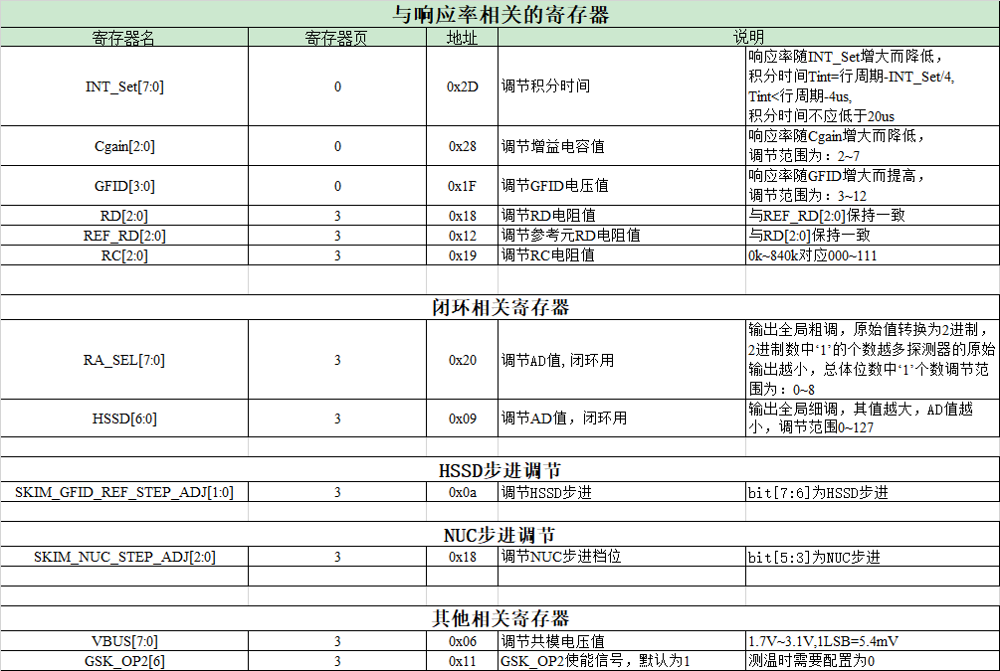 与响应率相关的寄存器
寄存器名 寄存器页 地址 说明
INT_Set[7:0] 0 0x2D 调节积分时间 响应率随INT_Set增大而降低，
积分时间Tint=行周期-INT_Set/4,
Tint<行周期-4us,
积分时间不应低于20us
Cgain[2:0] 0 0x28 调节增益电容值 响应率随Cgain增大而降低，
调节范围为：2~7
GFID[3:0] 0 0x1F 调节GFID电压值 响应率随GFID增大而提高，
调节范围为：3~12
RD[2:0] 3 0x18 调节RD电阻值 与REF_RD[2:0]保持一致
REF_RD[2:0] 3 0x12 调节参考元RD电阻值 与RD[2:0]保持一致
RC[2:0] 3 0x19 调节RC电阻值 0k~840k对应000~111
闭环相关寄存器
RA_SEL[7:0] 3 0x20 调节AD值, 闭环用 输出全局粗调，原始值转换为2进制，
2进制数中‘1’的个数越多探测器的原始
输出越小，总体位数中‘1’个数调节范
围为：0~8
HSSD[6:0] 3 0x09 调节AD值，闭环用 输出全局细调，其值越大，AD值越
小，调节范围0~127
HSSD步进调节
SKIM_GFID_REF_STEP_ADJ[1:0] 3 0x0a 调节HSSD步进 bit[7:6]为HSSD步进
NUC步进调节
SKIM_NUC_STEP_ADJ[2:0] 3 0x18 调节NUC步进档位 bit[5:3]为NUC步进
其他相关寄存器
VBUS[7:0] 3 0x06 调节共模电压值 1.7V~3.1V,1LSB=5.4mV
GSK_OP2[6] 3 0x11 GSK_OP2使能信号，默认为1 测温时需要配置为0